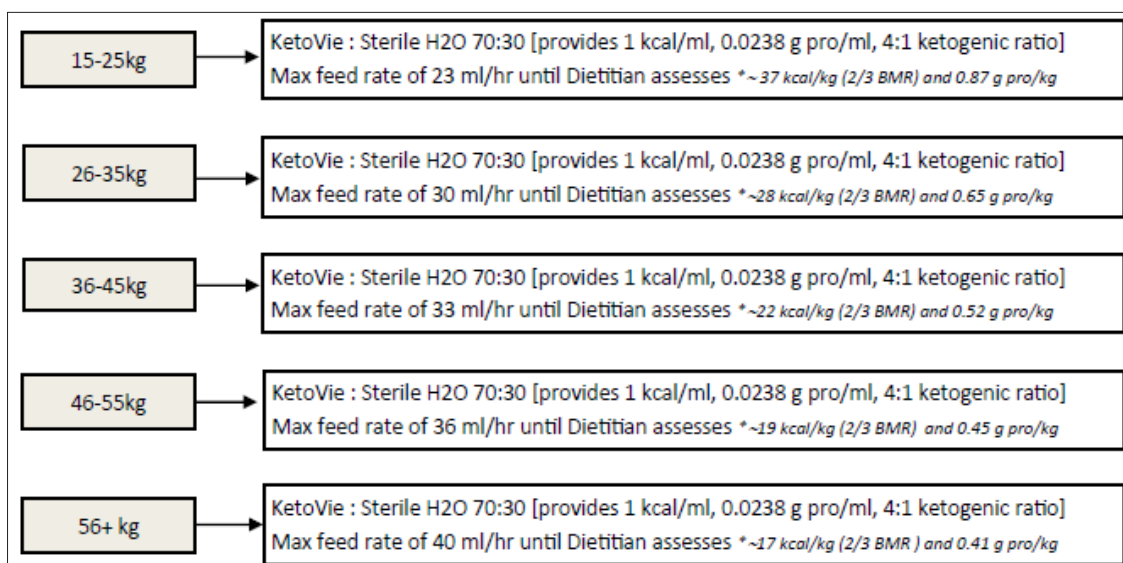 15-25kg
KetoVie : Sterile H2O 70:30 [provides 1 kcal/ml, 0.0238 g pro/ml, 4:1 ketogenic ratio]
Max feed rate of 23 ml/hr until Dietitian assesses *~37 kcal/kg (2/3 BMR) and 0.87 g pro/kg
26-35kg
KetoVie : Sterile H2O 70:30 [provides 1 kcal/ml, 0.0238 g pro/ml, 4:1 ketogenic ratio]
Max feed rate of 30 ml/hr until Dietitian assesses *~28 kcal/kg (2/3 BMR) and 0.65 g pro/kg
36-45kg
KetoVie : Sterile H2O 70:30 [provides 1 kcal/ml, 0.0238 g pro/ml, 4:1 ketogenic ratio]
Max feed rate of 33 ml/hr until Dietitian assesses *~22 kcal/kg (2/3 BMR) and 0.52 g pro/kg
46-55kg
KetoVie : Sterile H2O 70:30 [provides 1 kcal/ml, 0.0238 g pro/ml, 4:1 ketogenic ratio]
Max feed rate of 36 ml/hr until Dietitian assesses *~19 kcal/kg (2/3 BMR) and 0.45 g pro/kg
56+ kg
KetoVie : Sterile H2O 70:30 [provides 1 kcal/ml, 0.0238 g pro/ml, 4:1 ketogenic ratio]
Max feed rate of 40 ml/hr until Dietitian assesses *~17 kcal/kg (2/3 BMR ) and 0.41 g pro/kg